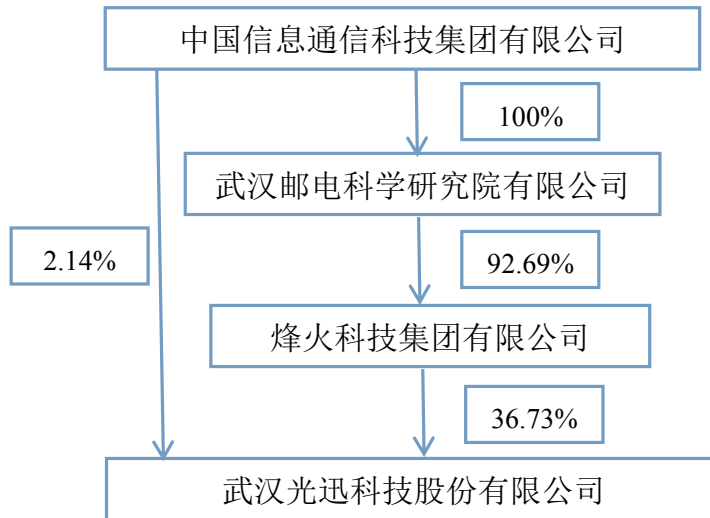 中国信息通信科技集团有限公司
100%
武汉邮电科学研究院有限公司
2.14%
92.69%
烽火科技集团有限公司
36.73%
武汉光迅科技股份有限公司